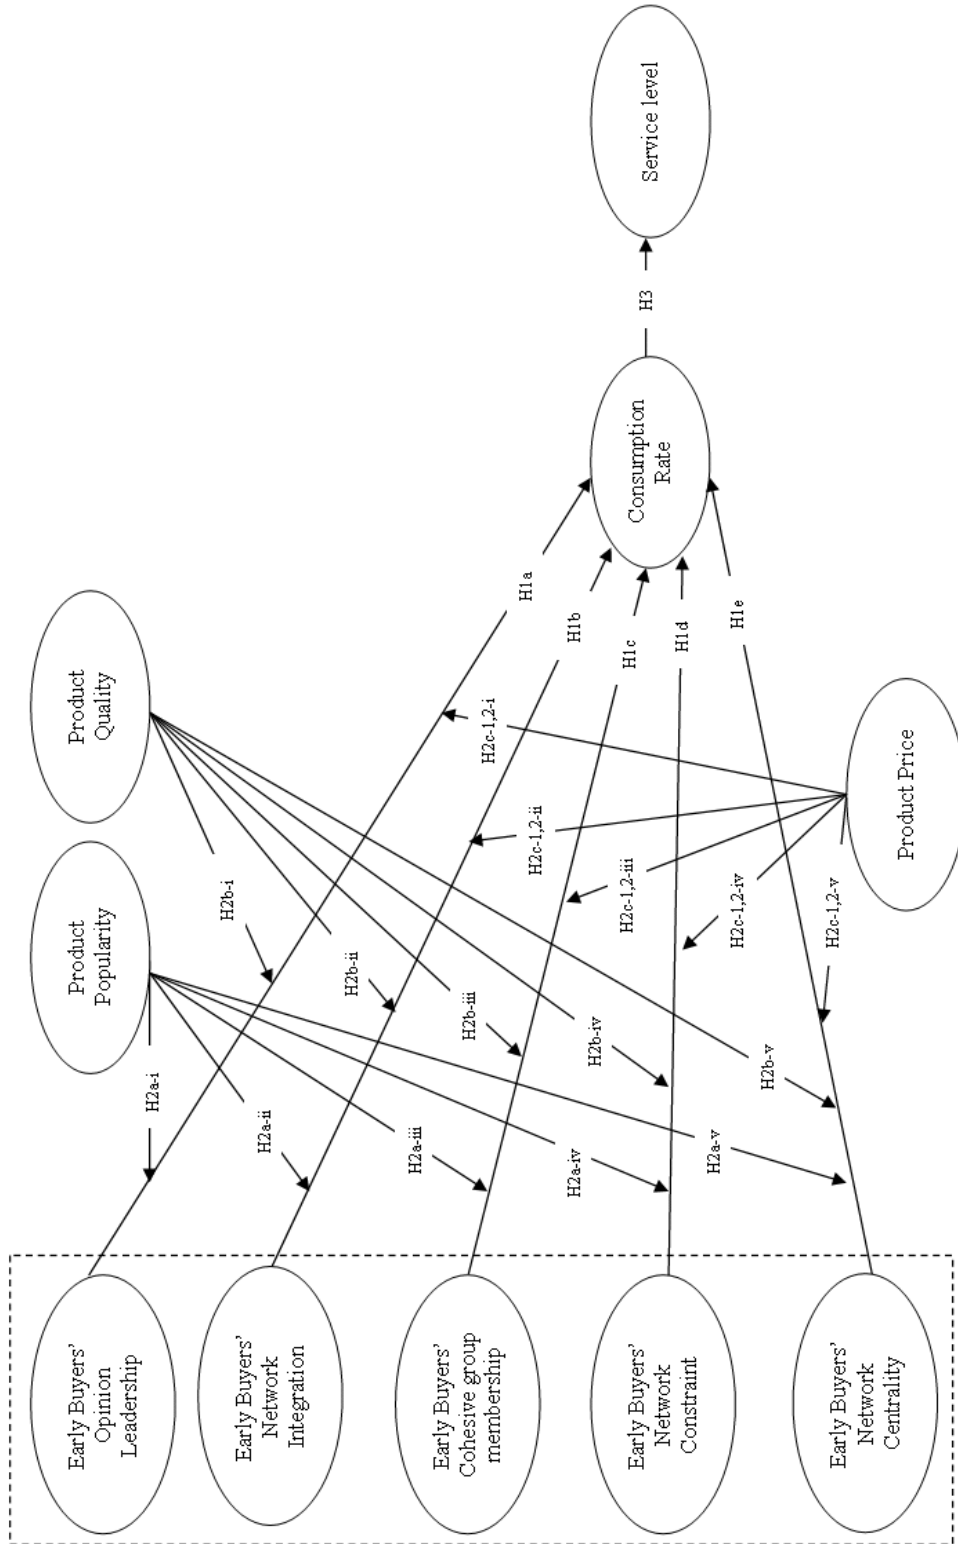 Early Buyers'
Opinion
Leadership
Early Buyers'
Network
Integration
Early Buyers'
Cohesive group
membership
Early Buyers'
Network
Constraint
Early Buyers'
Network
Centrality
Product
Popularity
Product
Quality
Product Price
Consumption
Rate
Service level
H2a-i
H2a-ii
H2a-iii
H2a-iv
H2a-v
H2b-i
H2b-ii
H2b-iii
H2b-iv
H2b-v
H2c-1,2-i
H2c-1,2-ii
H2c-1,2-iii
H2c-1,2-iv
H2c-1,2-v
H1a
H1b
H1c
H1d
H1e
H3